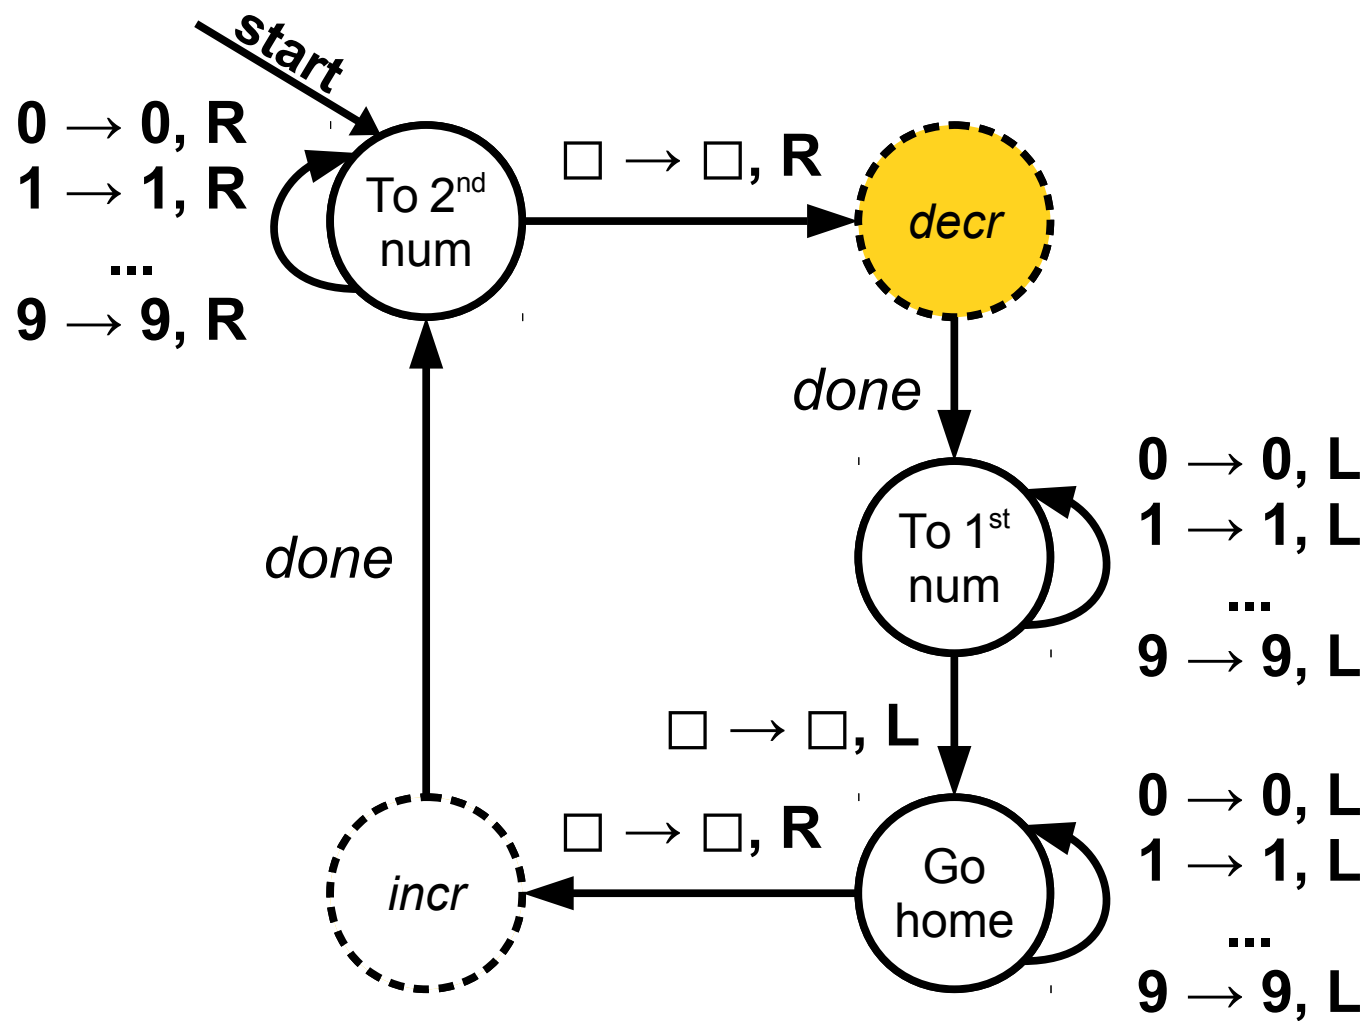 start
0 → 0, R
1 → 1, R
...
9 → 9, R
To 2nd
num
□ → □, R
decr
done
To 1st
num
0 → 0, L
1 → 1, L
...
9 → 9, L
□ → □, L
Go
home
0 → 0, L
1 → 1, L
...
9 → 9, L
□ → □, R
incr
done